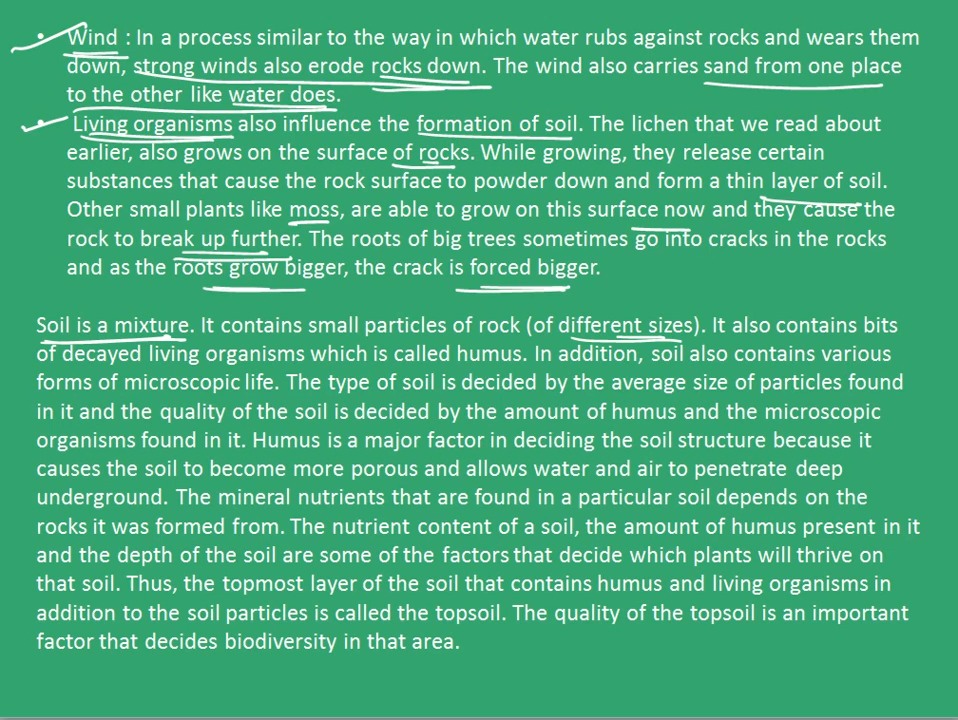 • Wind : In a process similar to the way in which water rubs against rocks and wears them
down, strong winds also erode rocks down. The wind also carries sand from one place
to the other like water does.
• Living organisms also influence the formation of soil. The lichen that we read about
earlier, also grows on the surface of rocks. While growing, they release certain
substances that cause the rock surface to powder down and form a thin layer of soil.
Other small plants like moss, are able to grow on this surface now and they cause the
rock to break up further. The roots of big trees sometimes go into cracks in the rocks
and as the roots grow bigger, the crack is forced bigger.
Soil is a mixture. It contains small particles of rock (of different sizes). It also contains bits
of decayed living organisms which is called humus. In addition, soil also contains various
forms of microscopic life. The type of soil is decided by the average size of particles found
in it and the quality of the soil is decided by the amount of humus and the microscopic
organisms found in it. Humus is a major factor in deciding the soil structure because it
causes the soil to become more porous and allows water and air to penetrate deep
underground. The mineral nutrients that are found in a particular soil depends on the
rocks it was formed from. The nutrient content of a soil, the amount of humus present in it
and the depth of the soil are some of the factors that decide which plants will thrive on
that soil. Thus, the topmost layer of the soil that contains humus and living organisms in
addition to the soil particles is called the topsoil. The quality of the topsoil is an important
factor that decides biodiversity in that area.